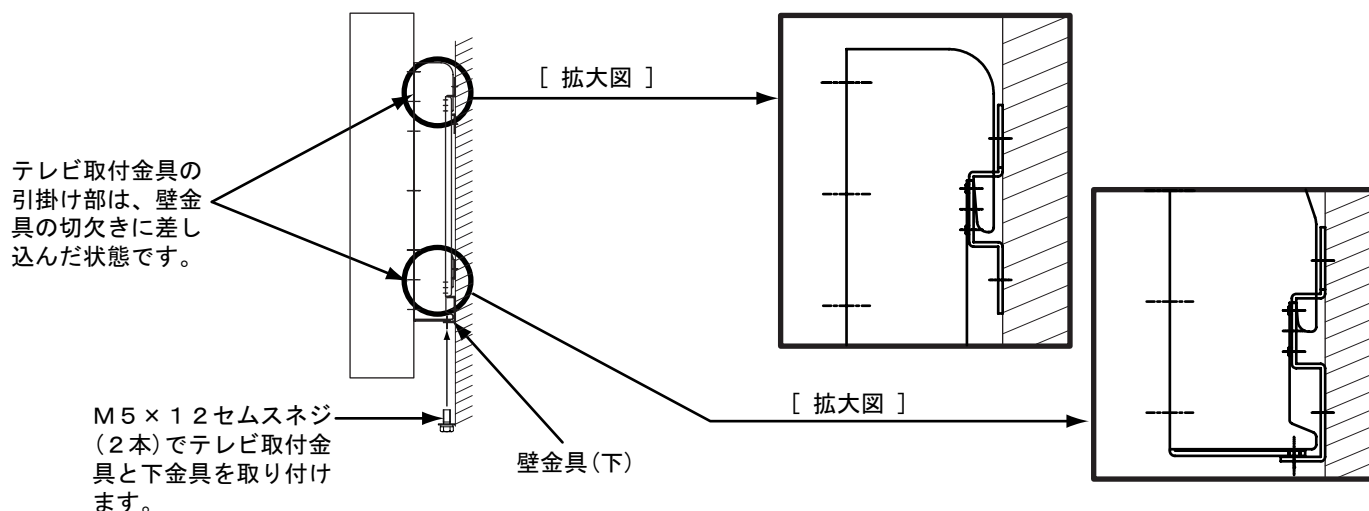 [ 拡大図 ]
テレビ取付金具の
引掛け部は、壁金
具の切欠きに差し
込んだ状態です。
M5×12セムスネジ
(2本)でテレビ取付金
具と下金具を取り付け
ます。
壁金具(下)
[ 拡大図 ]